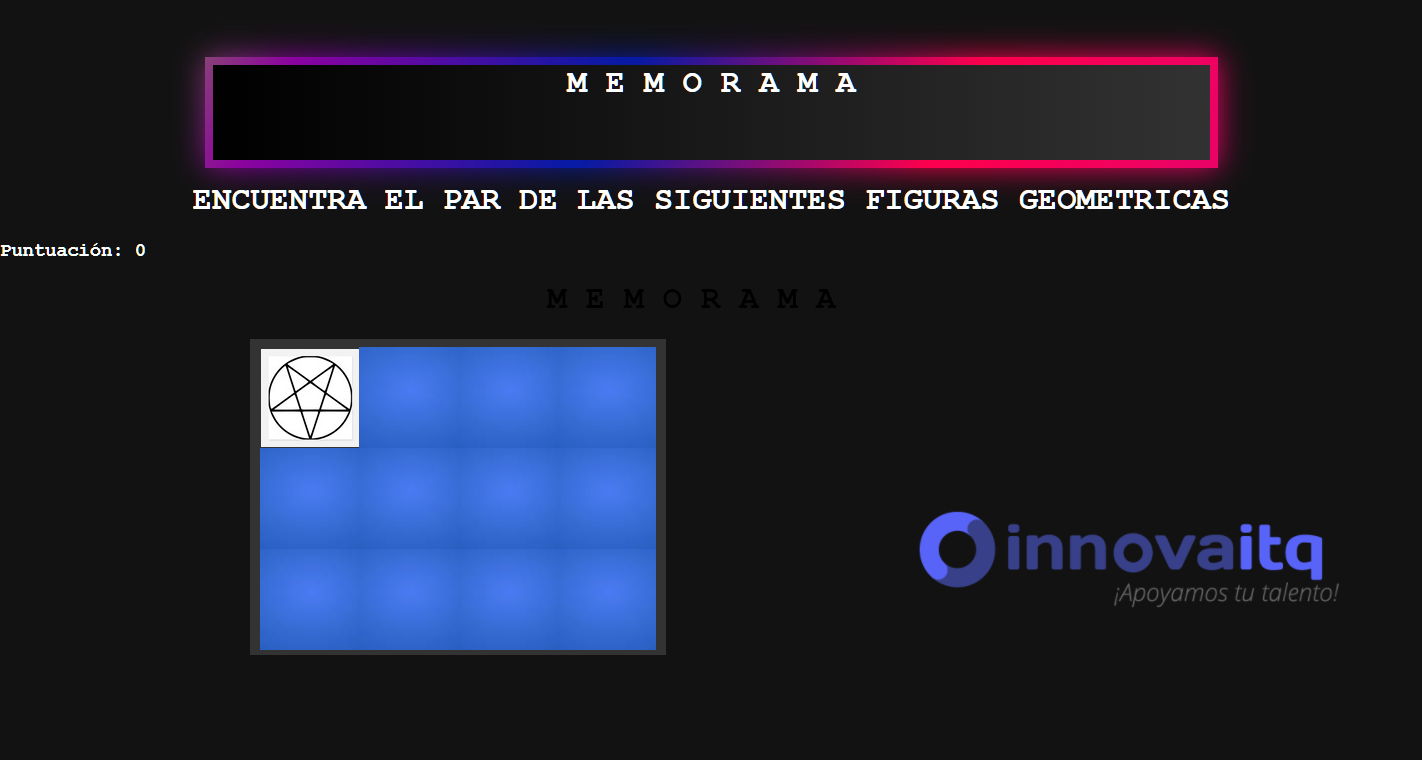 M E M O R A M A
ENCUENTRA EL PAR DE LAS SIGUIENTES FIGURAS GEOMETRICAS
Puntuación: 0
M E M O R A M A
innovaitq
¡Apoyamos tu talento!